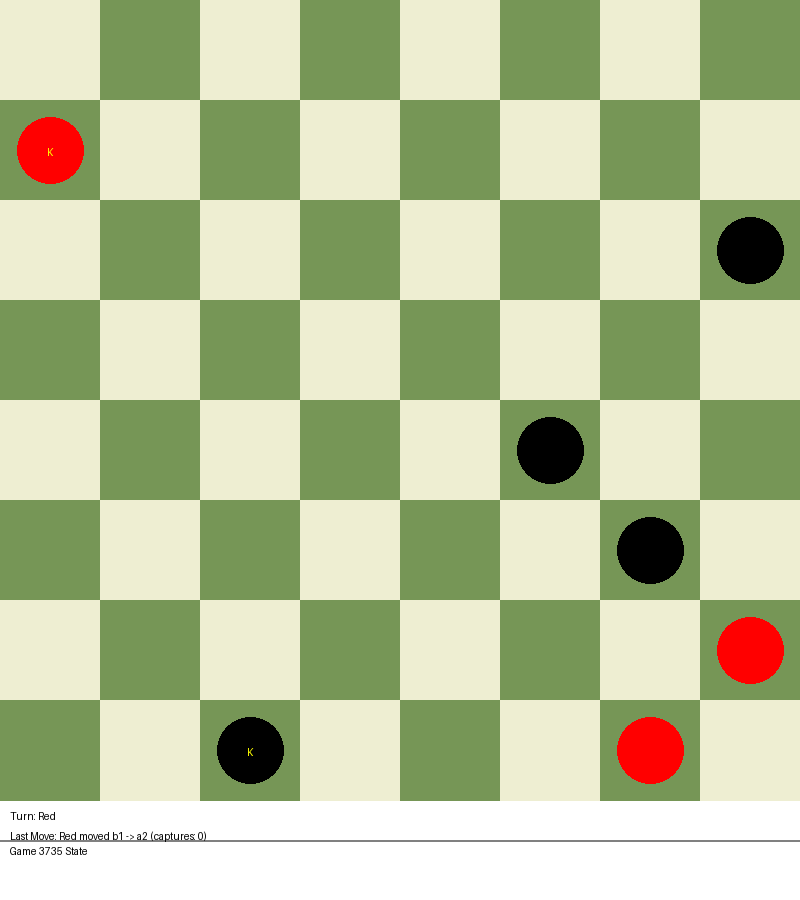 K
K
Turn: Red
Last Move: Red moved b1 -> a2 (captures: 0)
Game 3735 State